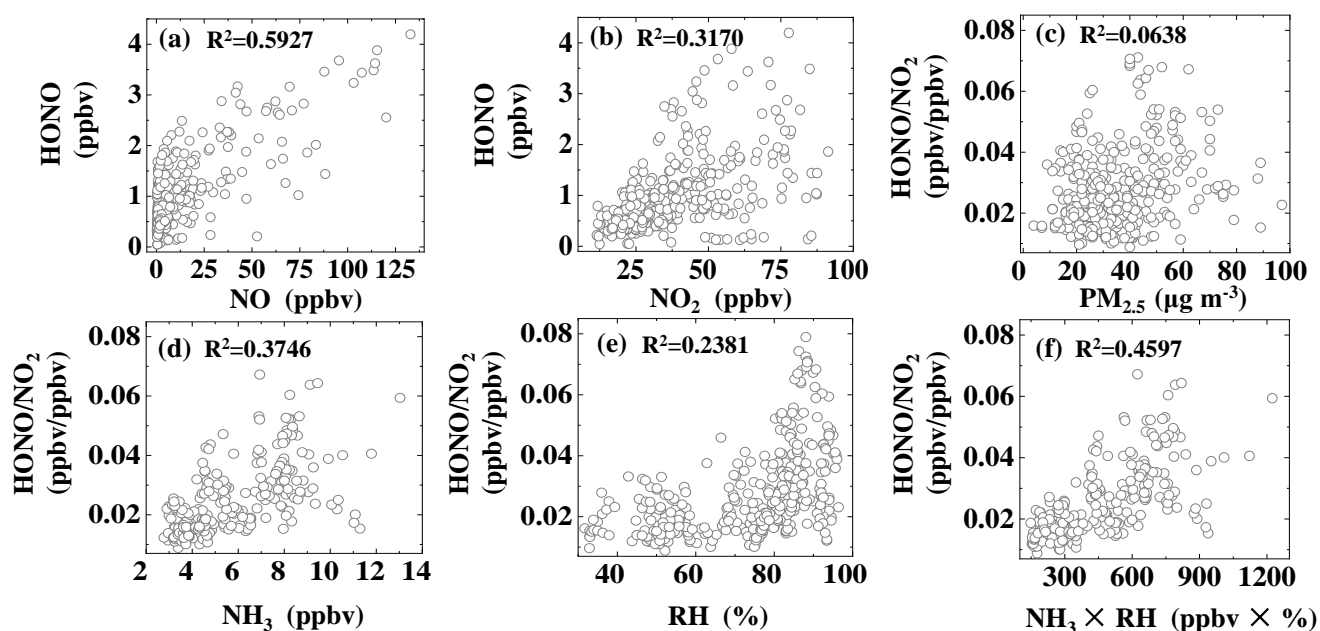 (a) R²=0.5927
HONO
(ppbv)
4
3
2
1
0
0 25 50 75 100 125
NO (ppbv)
(b) R²=0.3170
HONO
(ppbv)
4
3
2
1
0
25 50 75 100
NO₂ (ppbv)
(c) R²=0.0638
HONO/NO₂
(ppbv/ppbv)
0.08
0.06
0.04
0.02
0 20 40 60 80 100
PM₂.₅ (μg m⁻³)
(d) R²=0.3746
HONO/NO₂
(ppbv/ppbv)
0.08
0.06
0.04
0.02
2 4 6 8 10 12 14
NH₃ (ppbv)
(e) R²=0.2381
HONO/NO₂
(ppbv/ppbv)
0.08
0.06
0.04
0.02
40 60 80 100
RH (%)
(f) R²=0.4597
HONO/NO₂
(ppbv/ppbv)
0.08
0.06
0.04
0.02
300 600 900 1200
NH₃ × RH (ppbv × %)